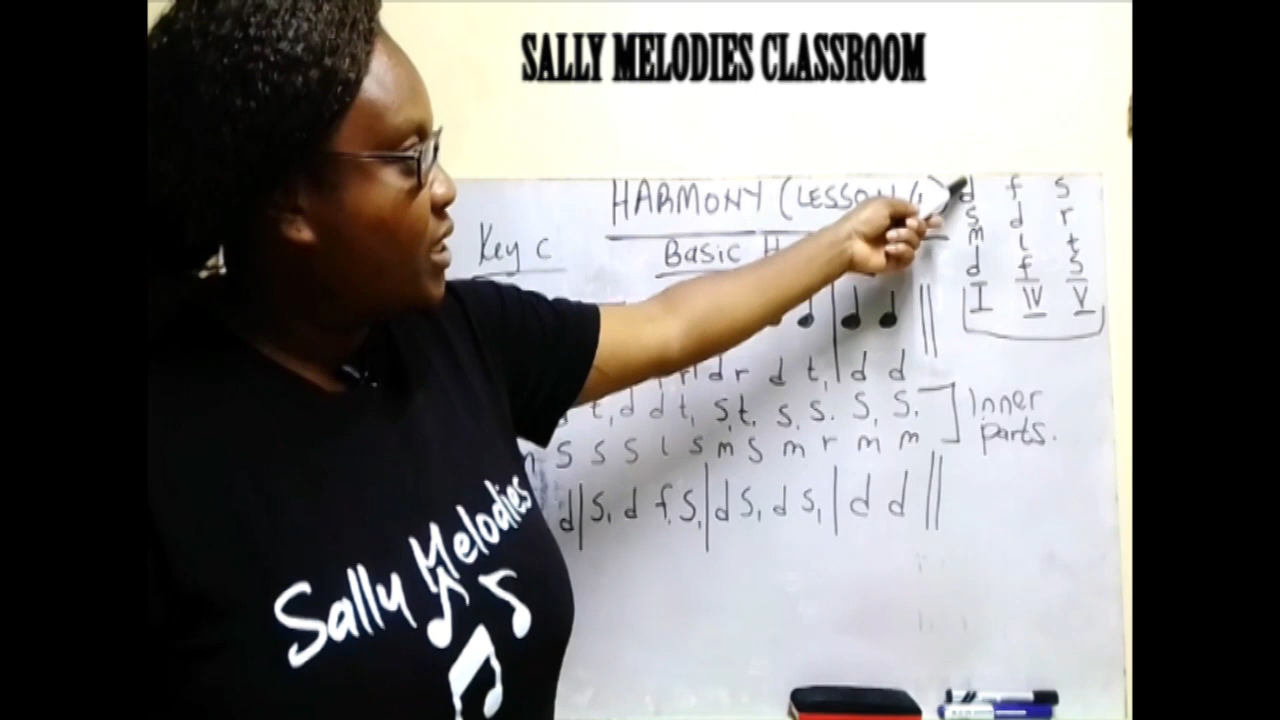 SALLY MELODIES CLASSROOM
HARMONY (LESSON
d f s
s d r
m l t
d f s
I IV V
Key C
Basic H
d r d t, d d
t, d d t, s, t, s, s, s, s,
Inner
parts.
s s l s m s m r m m
d | s, d f, s, | d s, d s, | d d ||
Sally Melodies